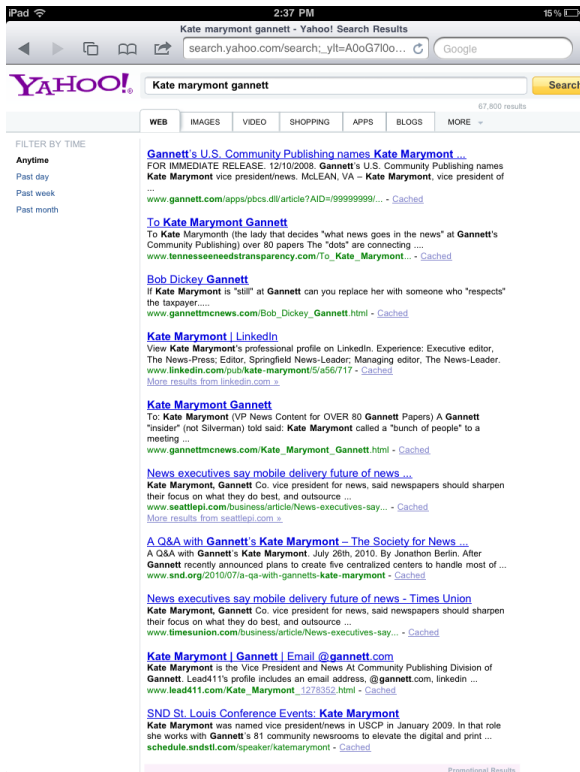 iPad 2:37 PM 15%
Kate marymont gannett - Yahoo! Search Results
search.yahoo.com/search;_ylt=A0oG7l0o... Google
YAHOO! Kate marymont gannett Search
67,800 results
WEB IMAGES VIDEO SHOPPING APPS BLOGS MORE
FILTER BY TIME
Anytime
Past day
Past week
Past month
Gannett's U.S. Community Publishing names Kate Marymont ...
FOR IMMEDIATE RELEASE. 12/10/2008. Gannett's U.S. Community Publishing names
Kate Marymont vice president/news. McLEAN, VA – Kate Marymont, vice president of
...
www.gannett.com/apps/pbcs.dll/article?AID=/99999999/... - Cached
To Kate Marymont Gannett
To Kate Marymonth (the lady that decides "what news goes in the news" at Gannett's
Community Publishing) over 80 papers The "dots" are connecting ....
www.tennesseeneedstransparency.com/To_Kate_Marymont... - Cached
Bob Dickey Gannett
If Kate Marymont is "still" at Gannett can you replace her with someone who "respects"
the taxpayer.....
www.gannettmcnews.com/Bob_Dickey_Gannett.html - Cached
Kate Marymont | LinkedIn
View Kate Marymont's professional profile on LinkedIn. Experience: Executive editor,
The News-Press; Editor, Springfield News-Leader; Managing editor, The News-Leader.
www.linkedin.com/pub/kate-marymont/5/a56/717 - Cached
More results from linkedin.com »
Kate Marymont Gannett
To: Kate Marymont (VP News Content for OVER 80 Gannett Papers) A Gannett
"insider" (not Silverman) told said: Kate Marymont called a "bunch of people" to a
meeting ...
www.gannettmcnews.com/Kate_Marymont_Gannett.html - Cached
News executives say mobile delivery future of news ...
Kate Marymont, Gannett Co. vice president for news, said newspapers should sharpen
their focus on what they do best, and outsource ...
www.seattlepi.com/business/article/News-executives-say... - Cached
More results from seattlepi.com »
A Q&A with Gannett's Kate Marymont – The Society for News ...
A Q&A with Gannett's Kate Marymont. July 26th, 2010. By Jonathon Berlin. After
Gannett recently announced plans to create five centralized centers to handle most of ...
www.snd.org/2010/07/a-qa-with-gannetts-kate-marymont - Cached
News executives say mobile delivery future of news - Times Union
Kate Marymont, Gannett Co. vice president for news, said newspapers should sharpen
their focus on what they do best, and outsource ...
www.timesunion.com/business/article/News-executives-say... - Cached
Kate Marymont | Gannett | Email @gannett.com
Kate Marymont is the Vice President and News At Community Publishing Division of
Gannett. Lead411's profile includes an email address, @gannett.com, linkedin ...
www.lead411.com/Kate_Marymont_1278352.html - Cached
SND St. Louis Conference Events: Kate Marymont
Kate Marymont was named vice president/news in USCP in January 2009. In that role
she works with Gannett's 81 community newsrooms to elevate the digital and print ...
schedule.sndstl.com/speaker/katemarymont - Cached
Promotional Results